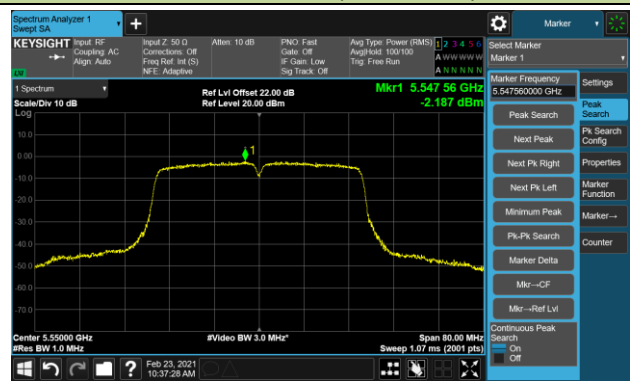 Spectrum Analyzer 1
Swept SA
+
Marker
KEYSIGHT
Input: RF
Coupling: AC
Align: Auto
Input Z: 50 Ω
Corrections: Off
Freq Ref: Int (S)
NFE: Adaptive
Atten: 10 dB
PNO: Fast
Gate: Off
IF Gain: Low
Sig Track: Off
Avg Type: Power (RMS)
Avg|Hold: 100/100
Trig: Free Run
1 2 3 4 5 6
A W W W W W
A N N N N N
Select Marker
Marker 1
1 Spectrum
Scale/Div 10 dB
Log
Ref Lvl Offset 22.00 dB
Ref Level 20.00 dBm
Mkr1 5.547 56 GHz
-2.187 dBm
10.0
0.00
-10.0
-20.0
-30.0
-40.0
-50.0
-60.0
-70.0
1
Center 5.55000 GHz
#Res BW 1.0 MHz
#Video BW 3.0 MHz*
Span 80.00 MHz
Sweep 1.07 ms (2001 pts)
Marker Frequency
5.547560000 GHz
Peak Search
Next Peak
Next Pk Right
Next Pk Left
Minimum Peak
Pk-Pk Search
Marker Delta
Mkr→CF
Mkr→Ref Lvl
Continuous Peak
Search
On
Off
Settings
Peak
Search
Pk Search
Config
Properties
Marker
Function
Marker→
Counter
?
Feb 23, 2021
10:37:28 AM